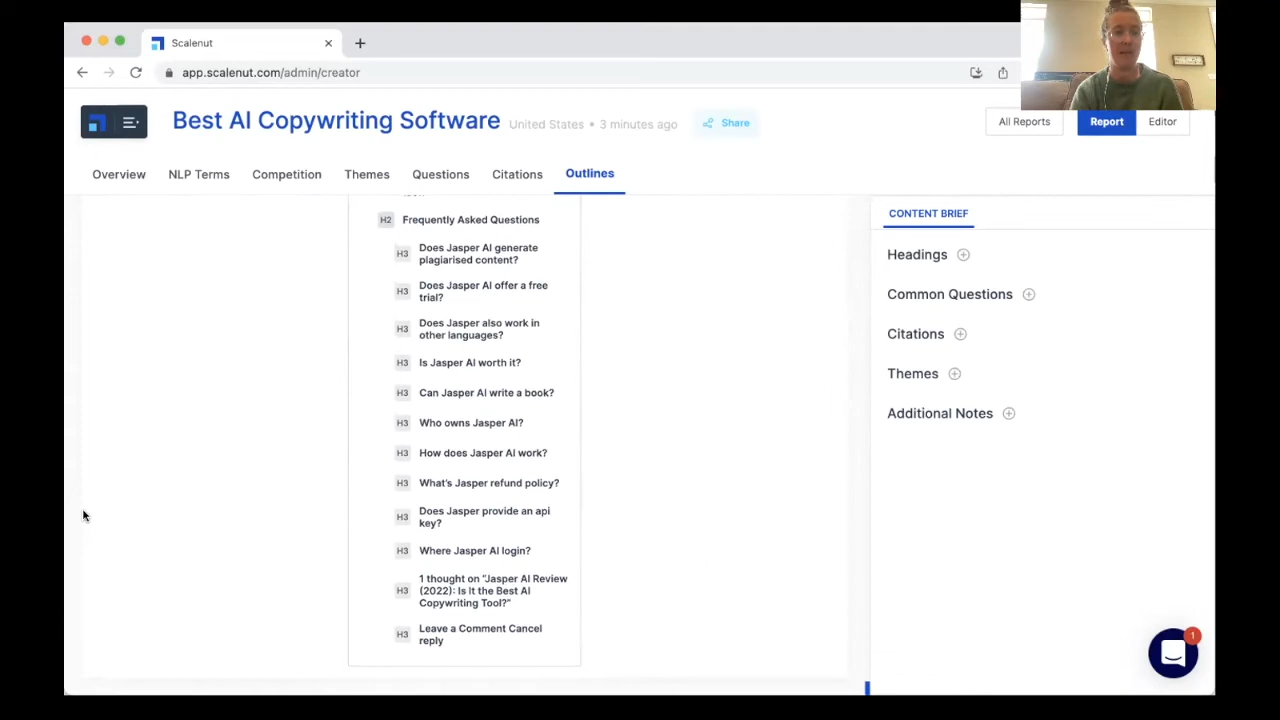 Scalenut
app.scalenut.com/admin/creator
Best AI Copywriting Software
United States • 3 minutes ago
Share
All Reports
Report
Editor
Overview
NLP Terms
Competition
Themes
Questions
Citations
Outlines
H2 Frequently Asked Questions
H3 Does Jasper AI generate
plagiarised content?
H3 Does Jasper AI offer a free
trial?
H3 Does Jasper also work in
other languages?
H3 Is Jasper AI worth it?
H3 Can Jasper AI write a book?
H3 Who owns Jasper AI?
H3 How does Jasper AI work?
H3 What's Jasper refund policy?
H3 Does Jasper provide an api
key?
H3 Where Jasper AI login?
H3 1 thought on “Jasper AI Review
(2022): Is It the Best AI
Copywriting Tool?”
H3 Leave a Comment Cancel
reply
CONTENT BRIEF
Headings
Common Questions
Citations
Themes
Additional Notes
1